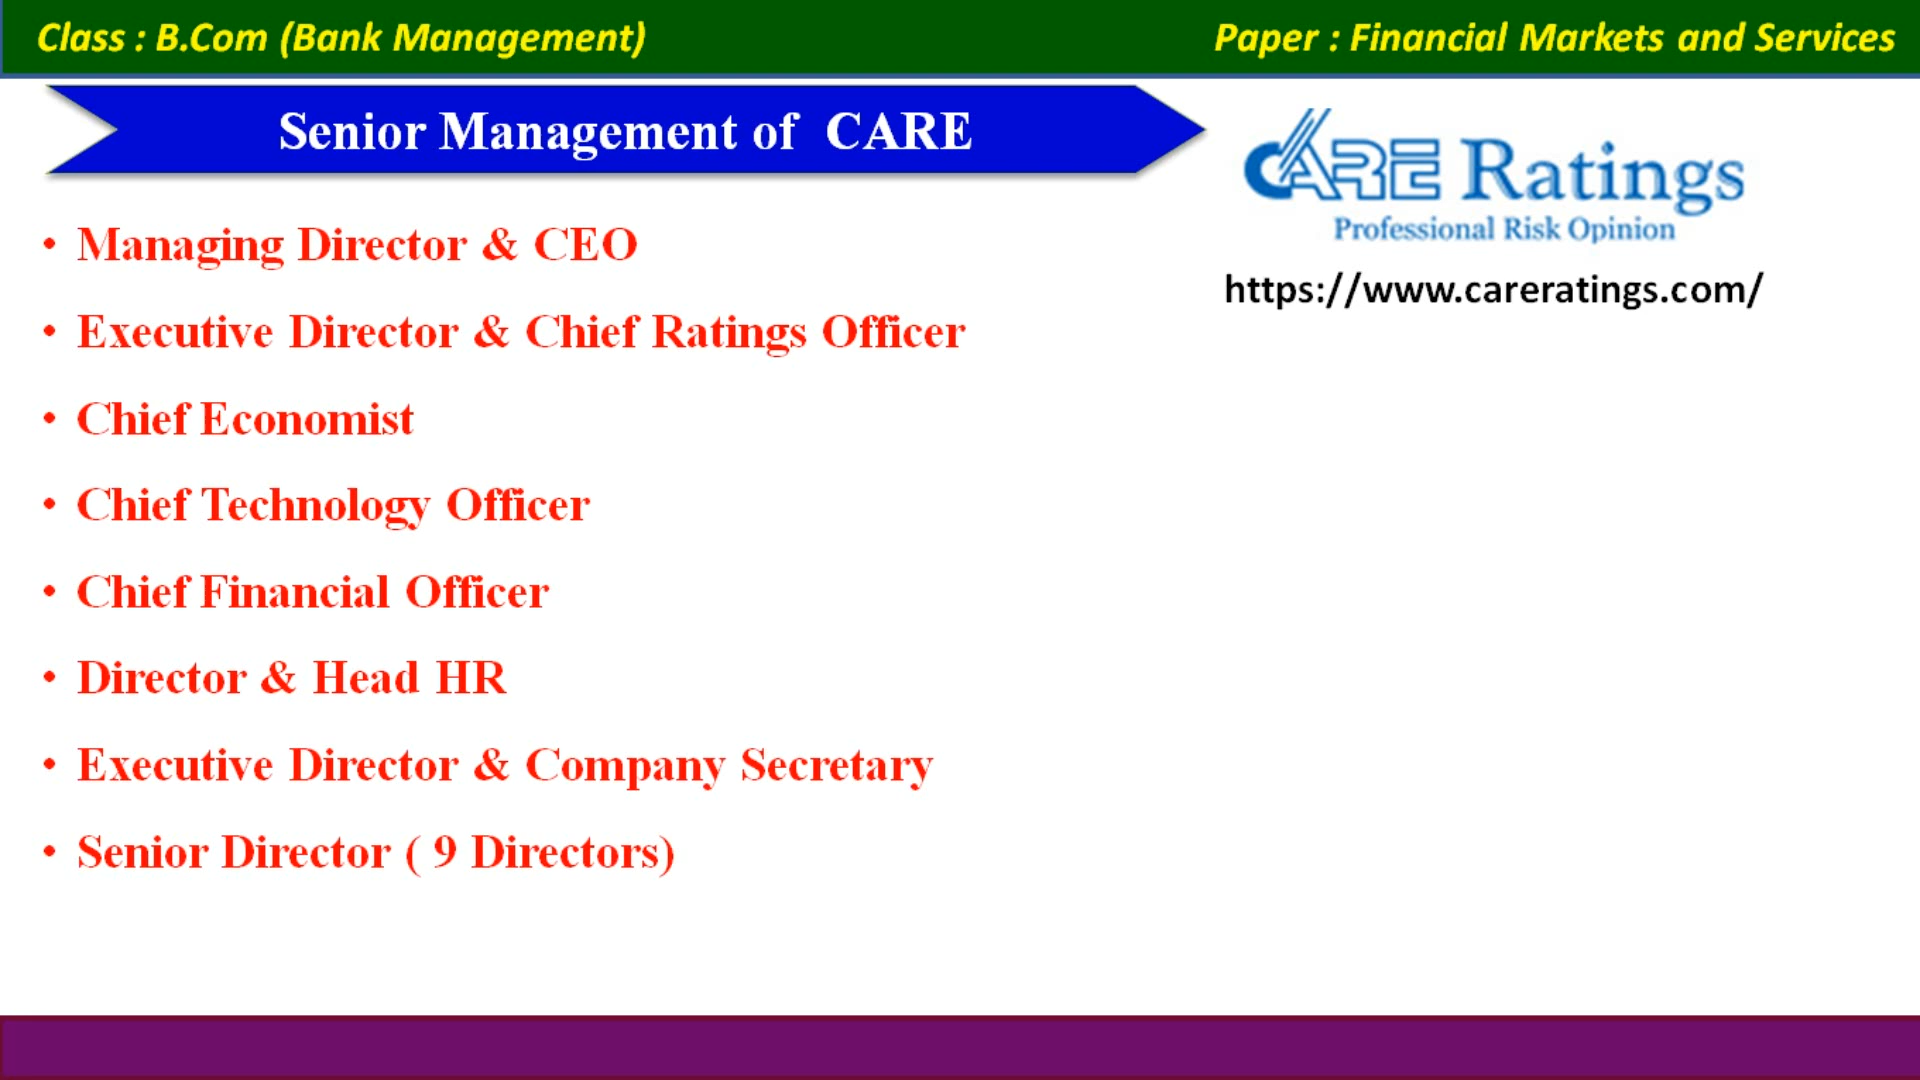 Class : B.Com (Bank Management)
Paper : Financial Markets and Services
Senior Management of CARE
CARE Ratings
Professional Risk Opinion
https://www.careratings.com/
• Managing Director & CEO
• Executive Director & Chief Ratings Officer
• Chief Economist
• Chief Technology Officer
• Chief Financial Officer
• Director & Head HR
• Executive Director & Company Secretary
• Senior Director ( 9 Directors)